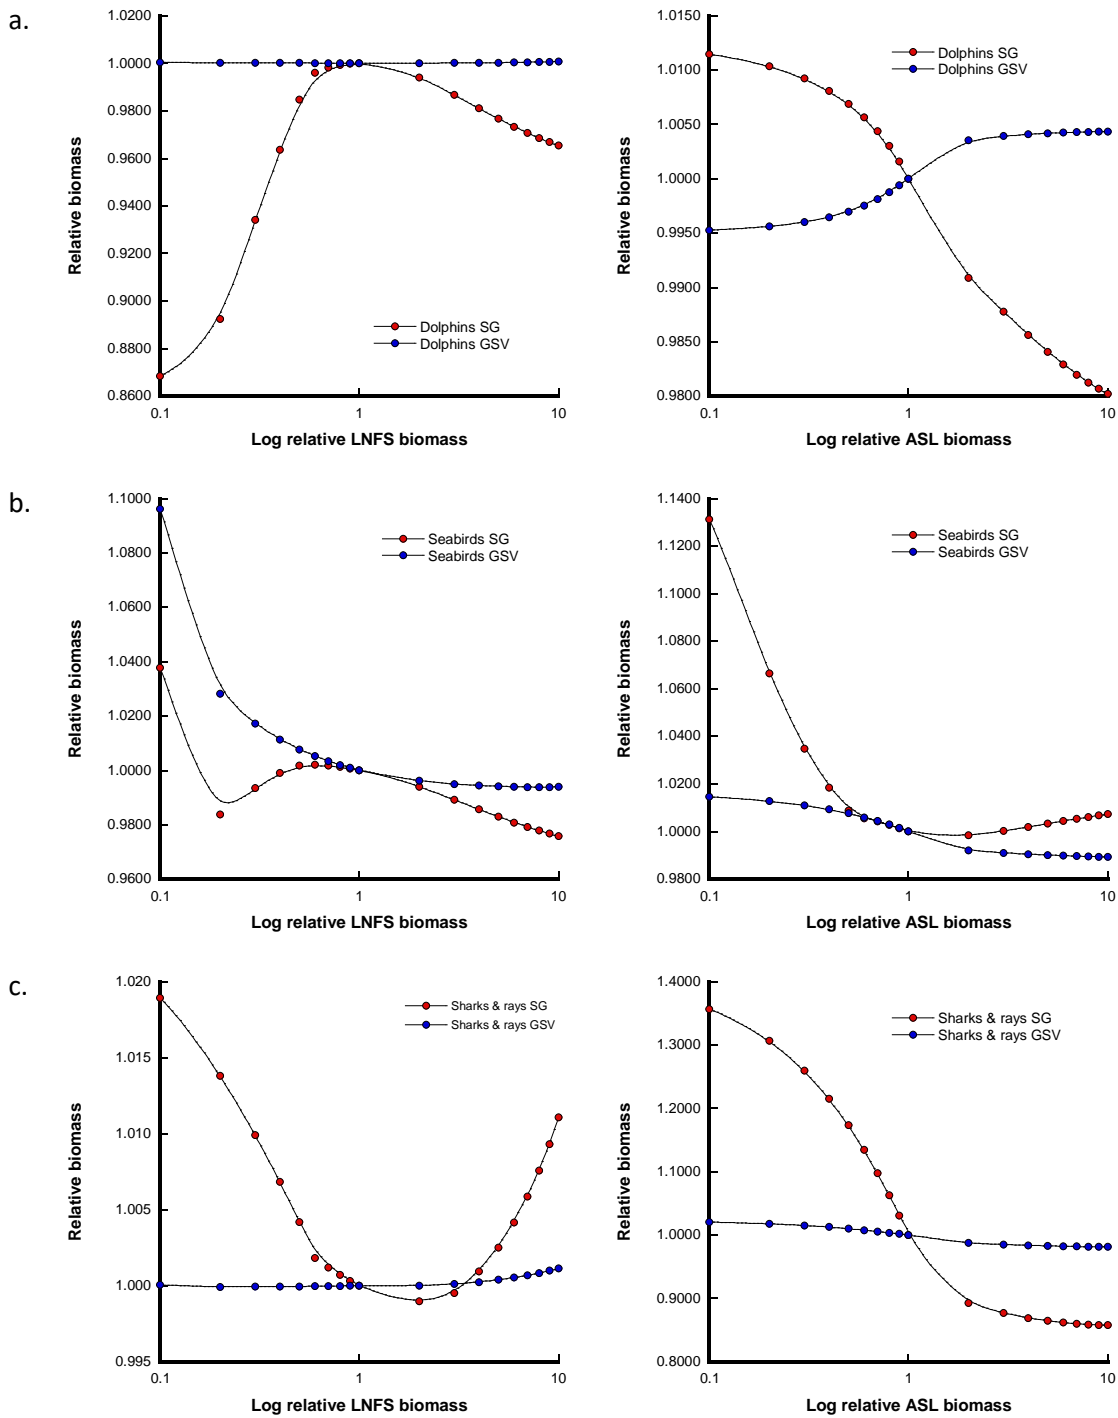 a.
1.0200
1.0000
0.9800
0.9600
0.9400
0.9200
0.9000
0.8800
0.8600
Relative biomass
Dolphins SG
Dolphins GSV
0.1
1
10
Log relative LNFS biomass
1.0150
1.0100
1.0050
1.0000
0.9950
0.9900
0.9850
0.9800
Relative biomass
Dolphins SG
Dolphins GSV
0.1
1
10
Log relative ASL biomass
b.
1.1000
1.0800
1.0600
1.0400
1.0200
1.0000
0.9800
0.9600
Relative biomass
Seabirds SG
Seabirds GSV
0.1
1
10
Log relative LNFS biomass
1.1400
1.1200
1.1000
1.0800
1.0600
1.0400
1.0200
1.0000
0.9800
Relative biomass
Seabirds SG
Seabirds GSV
0.1
1
10
Log relative ASL biomass
c.
1.020
1.015
1.010
1.005
1.000
0.995
Relative biomass
Sharks & rays SG
Sharks & rays GSV
0.1
1
10
Log relative LNFS biomass
1.4000
1.3000
1.2000
1.1000
1.0000
0.9000
0.8000
Relative biomass
Sharks & rays SG
Sharks & rays GSV
0.1
1
10
Log relative ASL biomass